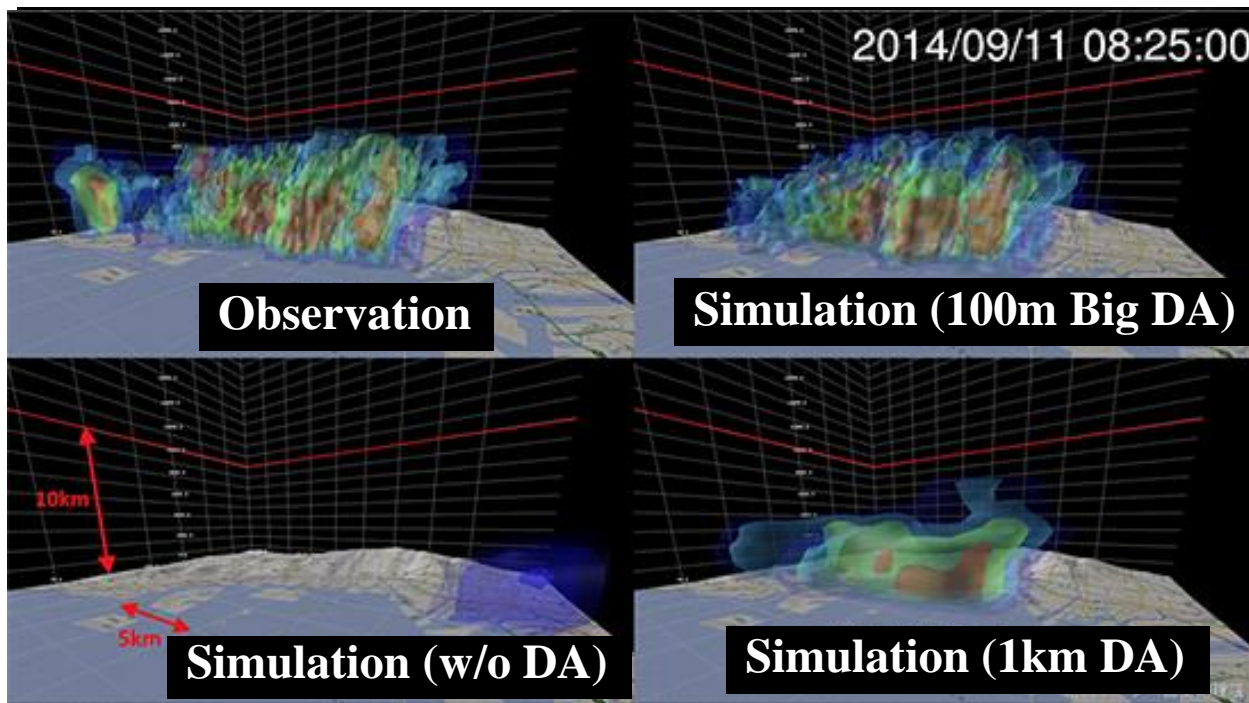 2014/09/11 08:25:00
Observation
Simulation (100m Big DA)
10km
5km
Simulation (w/o DA)
Simulation (1km DA)